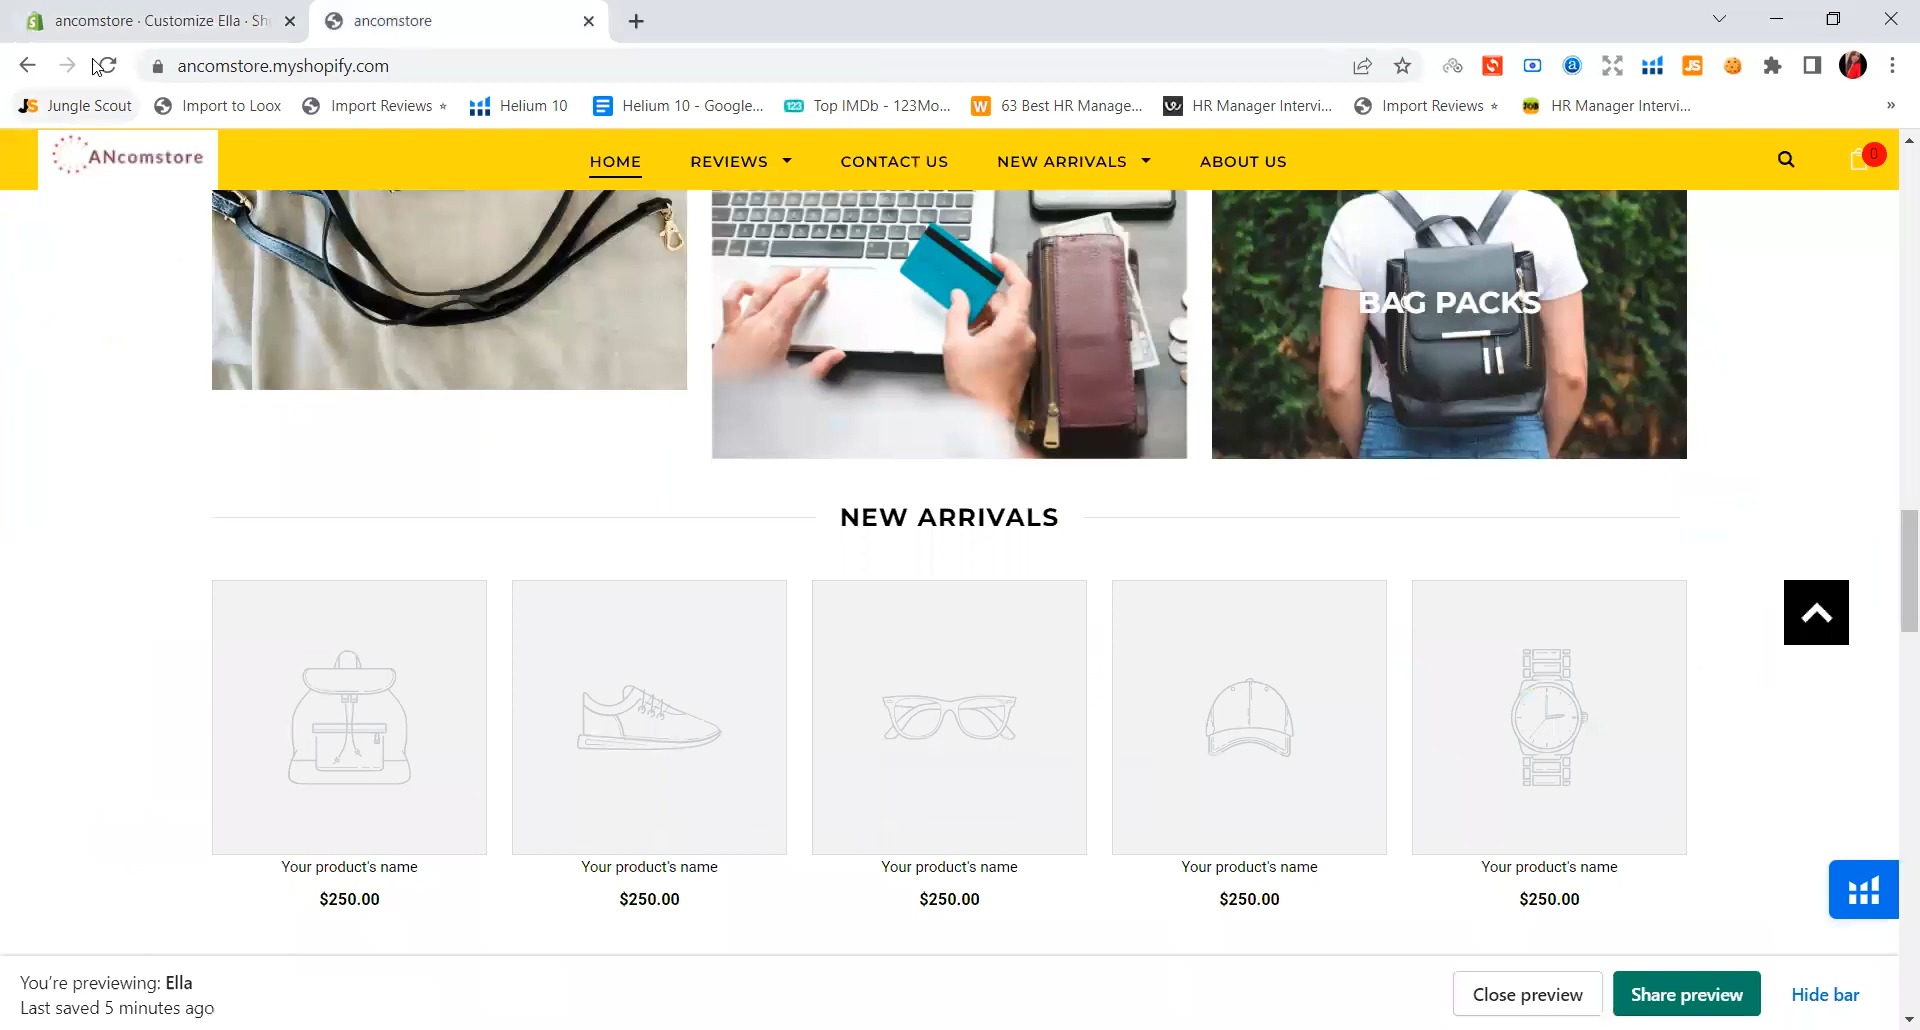 ancomstore · Customize Ella · Sh
ancomstore
ancomstore.myshopify.com
JS Jungle Scout
Import to Loox
Import Reviews ⭑
Helium 10
Helium 10 - Google...
123 Top IMDb - 123Mo...
W 63 Best HR Manage...
HR Manager Intervi...
Import Reviews ⭑
JOB HR Manager Intervi...
»
ANcomstore
HOME
REVIEWS
CONTACT US
NEW ARRIVALS
ABOUT US
0
BAG PACKS
NEW ARRIVALS
Your product's name
$250.00
Your product's name
$250.00
Your product's name
$250.00
Your product's name
$250.00
Your product's name
$250.00
You're previewing: Ella
Last saved 5 minutes ago
Close preview
Share preview
Hide bar